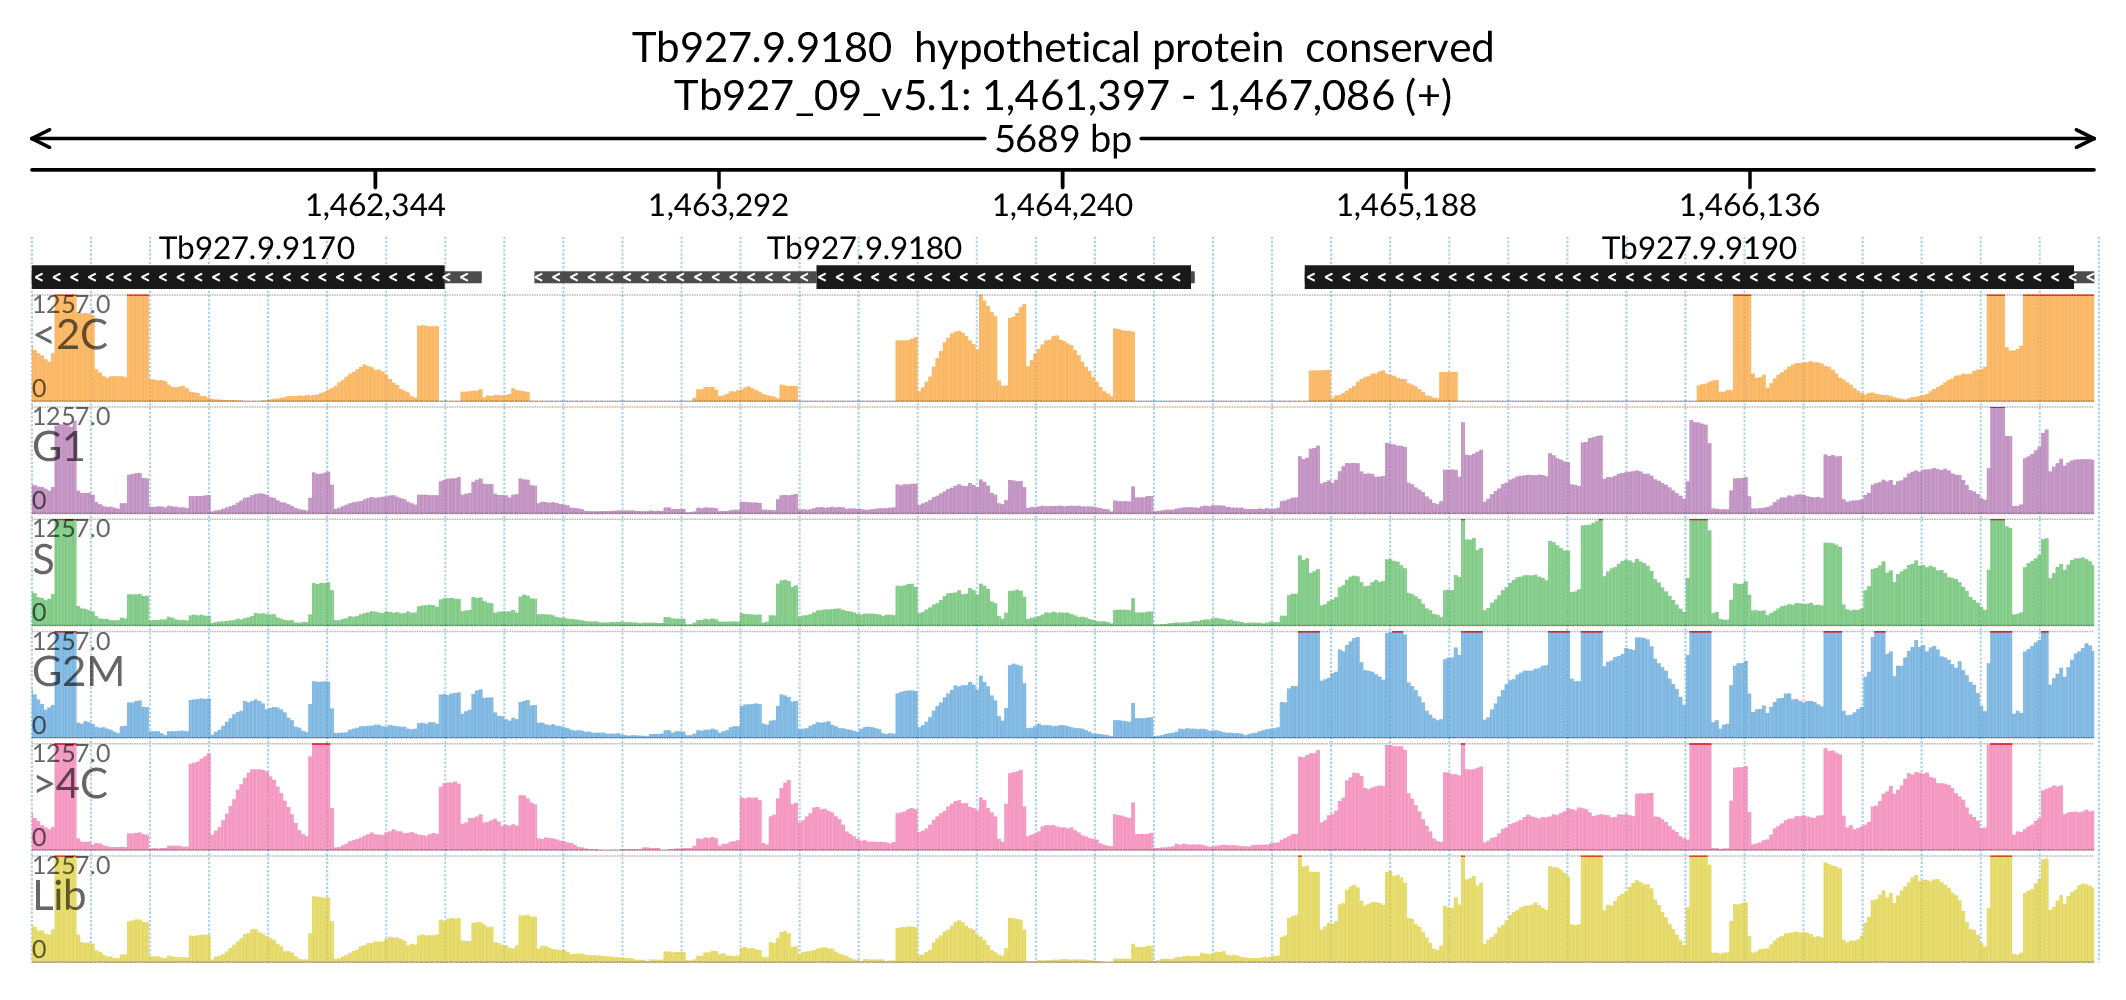 Tb927.9.9180  hypothetical protein  conserved
Tb927_09_v5.1: 1,461,397 - 1,467,086 (+)
5689 bp
1,462,344 1,463,292 1,464,240 1,465,188 1,466,136
Tb927.9.9170 Tb927.9.9180 Tb927.9.9190
1257.0
<2C
0
1257.0
G1
0
1257.0
S
0
1257.0
G2M
0
1257.0
>4C
0
1257.0
Lib
0